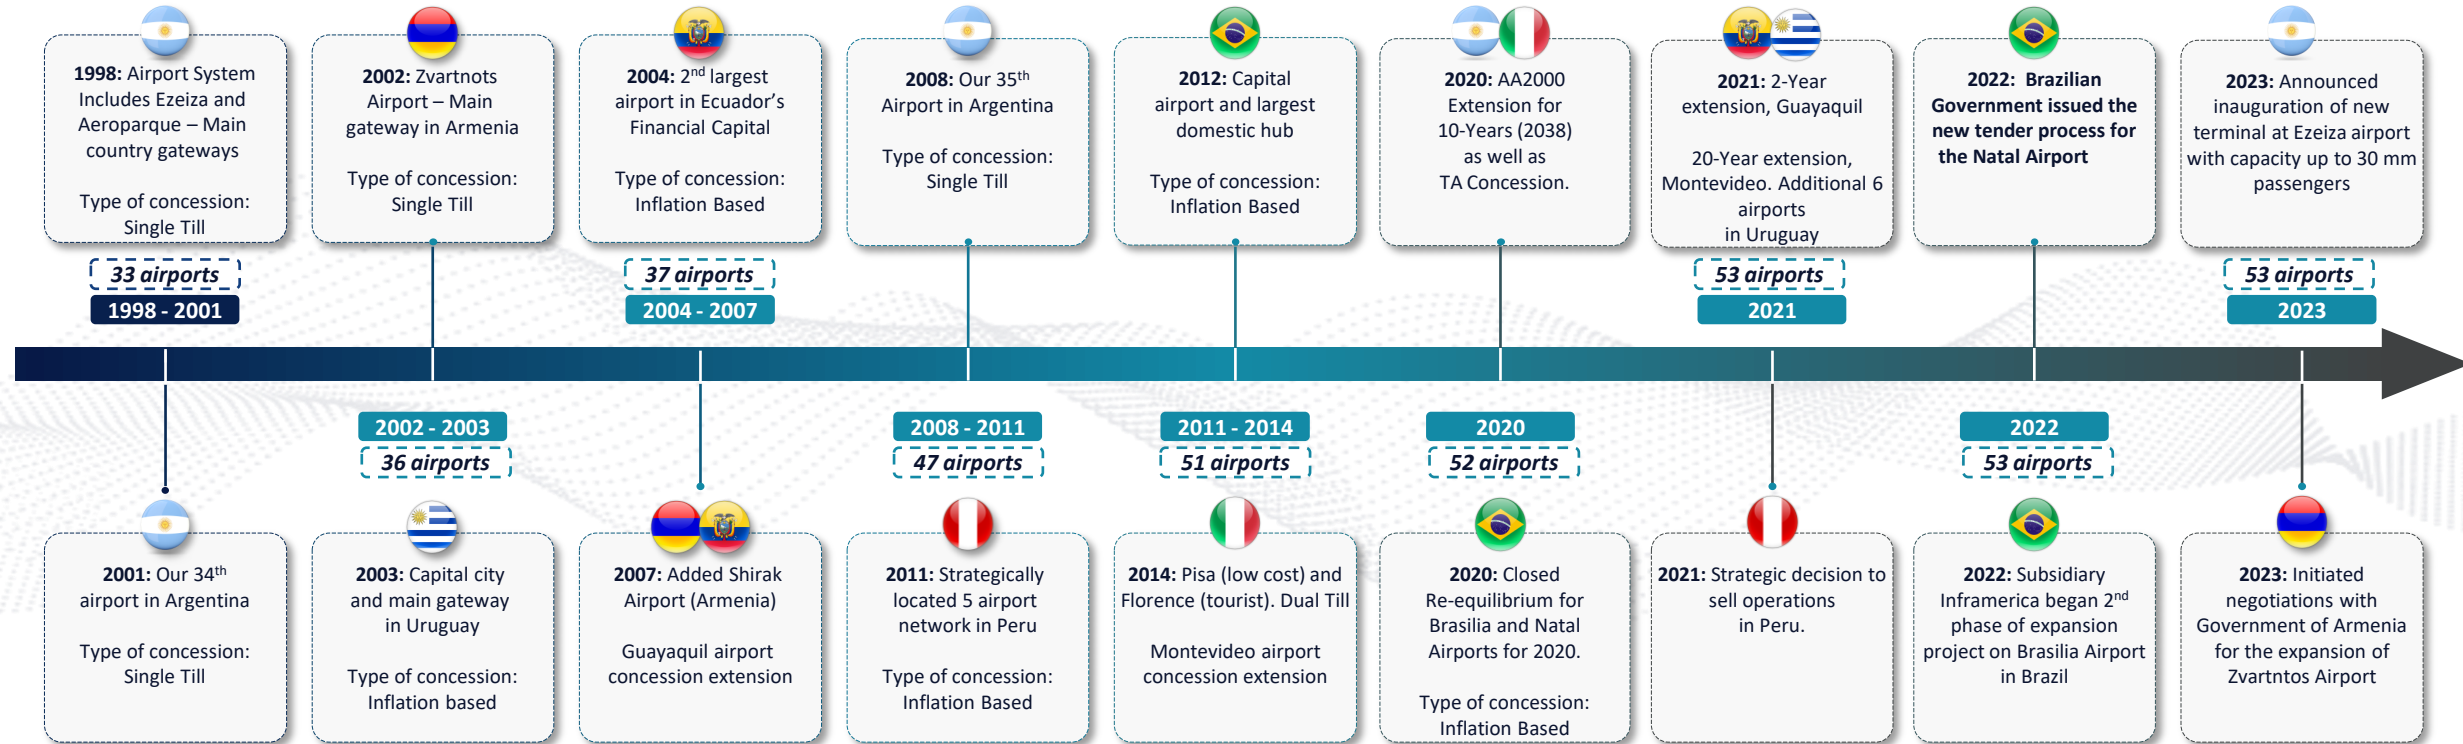 1998: Airport System
Includes Ezeiza and
Aeroparque – Main
country gateways
Type of concession:
Single Till
2002: Zvartnots
Airport – Main
gateway in Armenia
Type of concession:
Single Till
2004: 2nd largest
airport in Ecuador's
Financial Capital
Type of concession:
Inflation Based
2008: Our 35th
Airport in Argentina
Type of concession:
Single Till
2012: Capital
airport and largest
domestic hub
Type of concession:
Inflation Based
2020: AA2000
Extension for
10-Years (2038)
as well as
TA Concession.
2021: 2-Year
extension, Guayaquil
20-Year extension,
Montevideo. Additional 6
airports
in Uruguay
2022: Brazilian
Government issued the
new tender process for
the Natal Airport
2023: Announced
inauguration of new
terminal at Ezeiza airport
with capacity up to 30 mm
passengers
33 airports
1998 - 2001
37 airports
2004 - 2007
53 airports
2021
53 airports
2023
2002 - 2003
36 airports
2008 - 2011
47 airports
2011 - 2014
51 airports
2020
52 airports
2022
53 airports
2001: Our 34th
airport in Argentina
Type of concession:
Single Till
2003: Capital city
and main gateway
in Uruguay
Type of concession:
Inflation based
2007: Added Shirak
Airport (Armenia)
Guayaquil airport
concession extension
2011: Strategically
located 5 airport
network in Peru
Type of concession:
Inflation Based
2014: Pisa (low cost) and
Florence (tourist). Dual Till
Montevideo airport
concession extension
2020: Closed
Re-equilibrium for
Brasilia and Natal
Airports for 2020.
Type of concession:
Inflation Based
2021: Strategic decision to
sell operations
in Peru.
2022: Subsidiary
Inframerica began 2nd
phase of expansion
project on Brasilia Airport
in Brazil
2023: Initiated
negotiations with
Government of Armenia
for the expansion of
Zvartntos Airport